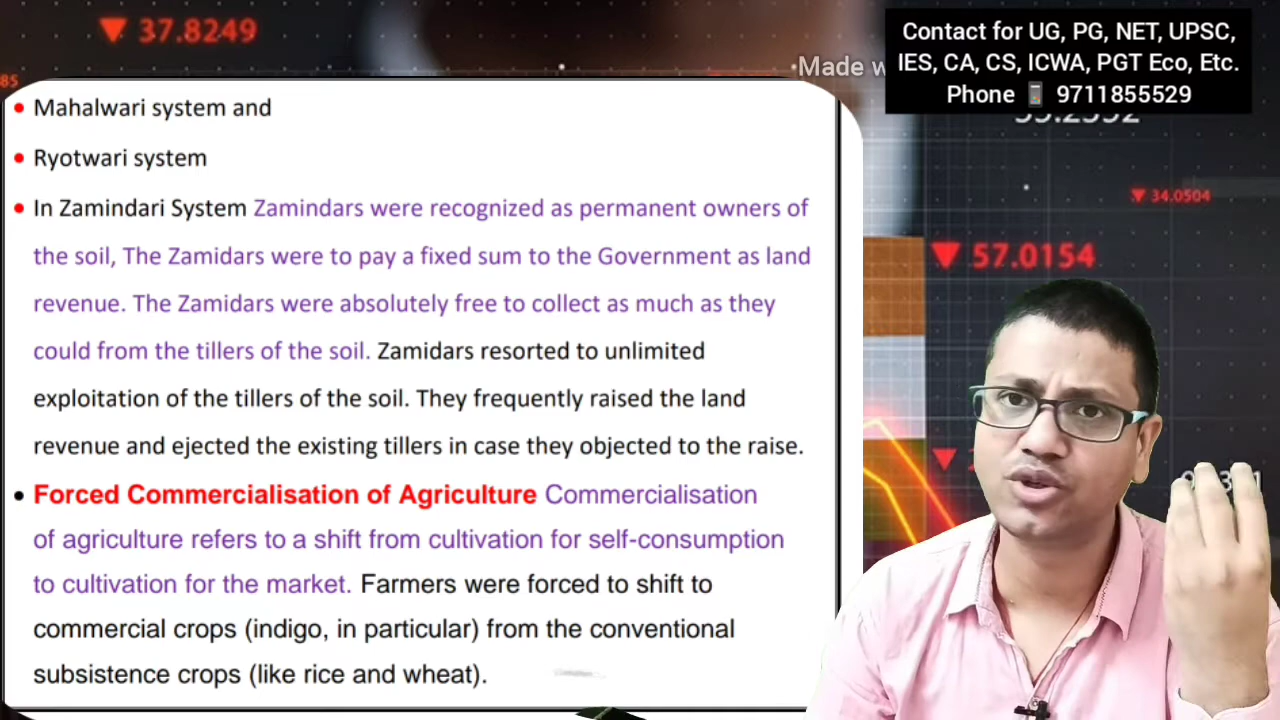 37.8249
Contact for UG, PG, NET, UPSC,
IES, CA, CS, ICWA, PGT Eco, Etc.
Phone 📱 9711855529
Made
85
• Mahalwari system and
• Ryotwari system
• In Zamindari System Zamindars were recognized as permanent owners of
the soil, The Zamidars were to pay a fixed sum to the Government as land
revenue. The Zamidars were absolutely free to collect as much as they
could from the tillers of the soil. Zamidars resorted to unlimited
exploitation of the tillers of the soil. They frequently raised the land
revenue and ejected the existing tillers in case they objected to the raise.
• Forced Commercialisation of Agriculture Commercialisation
of agriculture refers to a shift from cultivation for self-consumption
to cultivation for the market. Farmers were forced to shift to
commercial crops (indigo, in particular) from the conventional
subsistence crops (like rice and wheat).
34.0504
57.0154